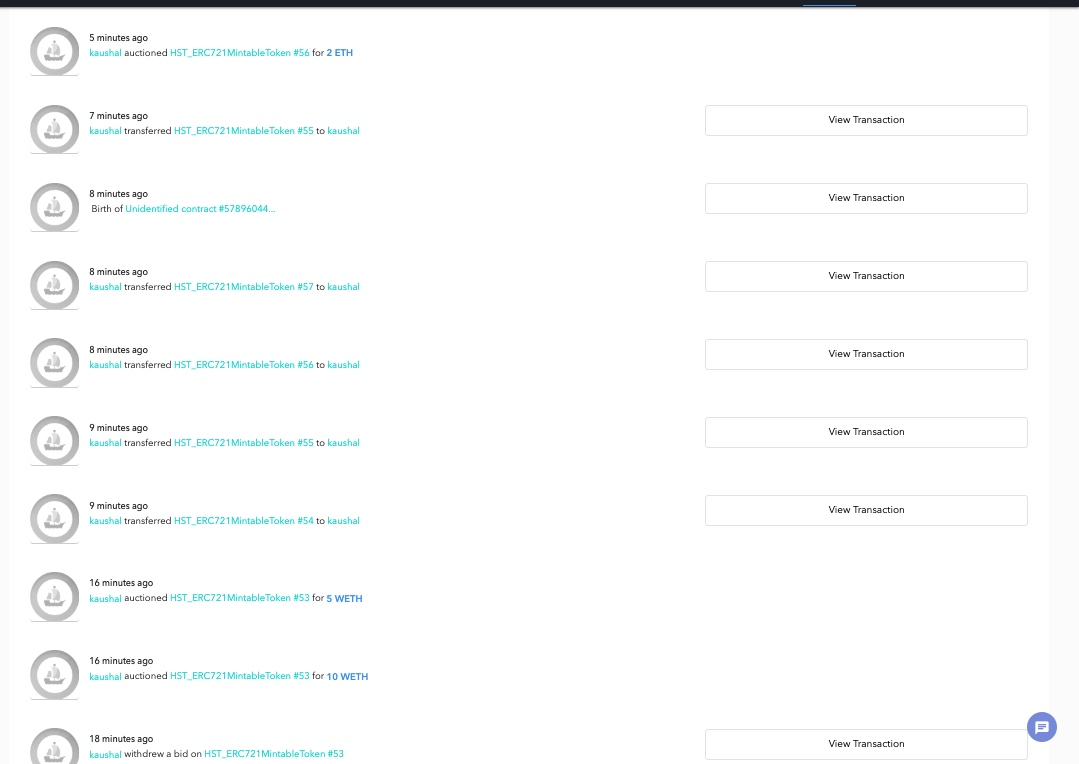 5 minutes ago
kaushal auctioned HST_ERC721MintableToken #56 for 2 ETH
7 minutes ago
kaushal transferred HST_ERC721MintableToken #55 to kaushal
View Transaction
8 minutes ago
Birth of Unidentified contract #57896044...
View Transaction
8 minutes ago
kaushal transferred HST_ERC721MintableToken #57 to kaushal
View Transaction
8 minutes ago
kaushal transferred HST_ERC721MintableToken #56 to kaushal
View Transaction
9 minutes ago
kaushal transferred HST_ERC721MintableToken #55 to kaushal
View Transaction
9 minutes ago
kaushal transferred HST_ERC721MintableToken #54 to kaushal
View Transaction
16 minutes ago
kaushal auctioned HST_ERC721MintableToken #53 for 5 WETH
16 minutes ago
kaushal auctioned HST_ERC721MintableToken #53 for 10 WETH
18 minutes ago
kaushal withdrew a bid on HST_ERC721MintableToken #53
View Transaction